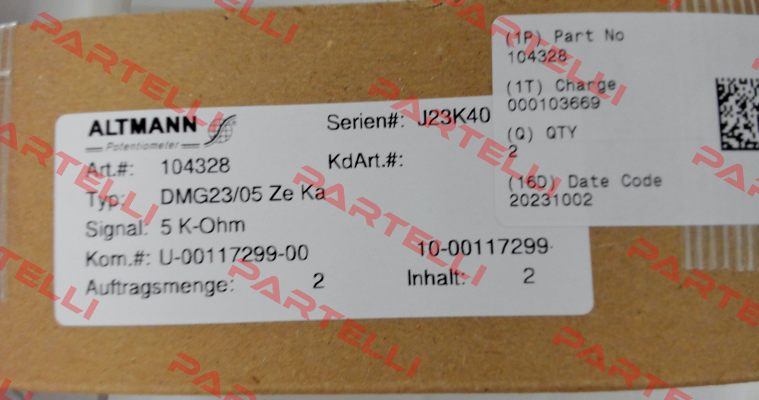 ALTMANN
Potentiometer
Serien#: J23K40
Art.#: 104328
KdArt.#:
Typ: DMG23/05 Ze Ka
Signal: 5 K-Ohm
Kom.#: U-00117299-00
10-00117299-
Auftragsmenge: 2
Inhalt: 2
(1P) Part No
104328
(1T) Charge
000103669
(Q) QTY
2
(16D) Date Code
20231002
PARTELLI
PARTELLI
PARTELLI
PARTELLI
PARTELLI
PARTELLI
PARTELLI